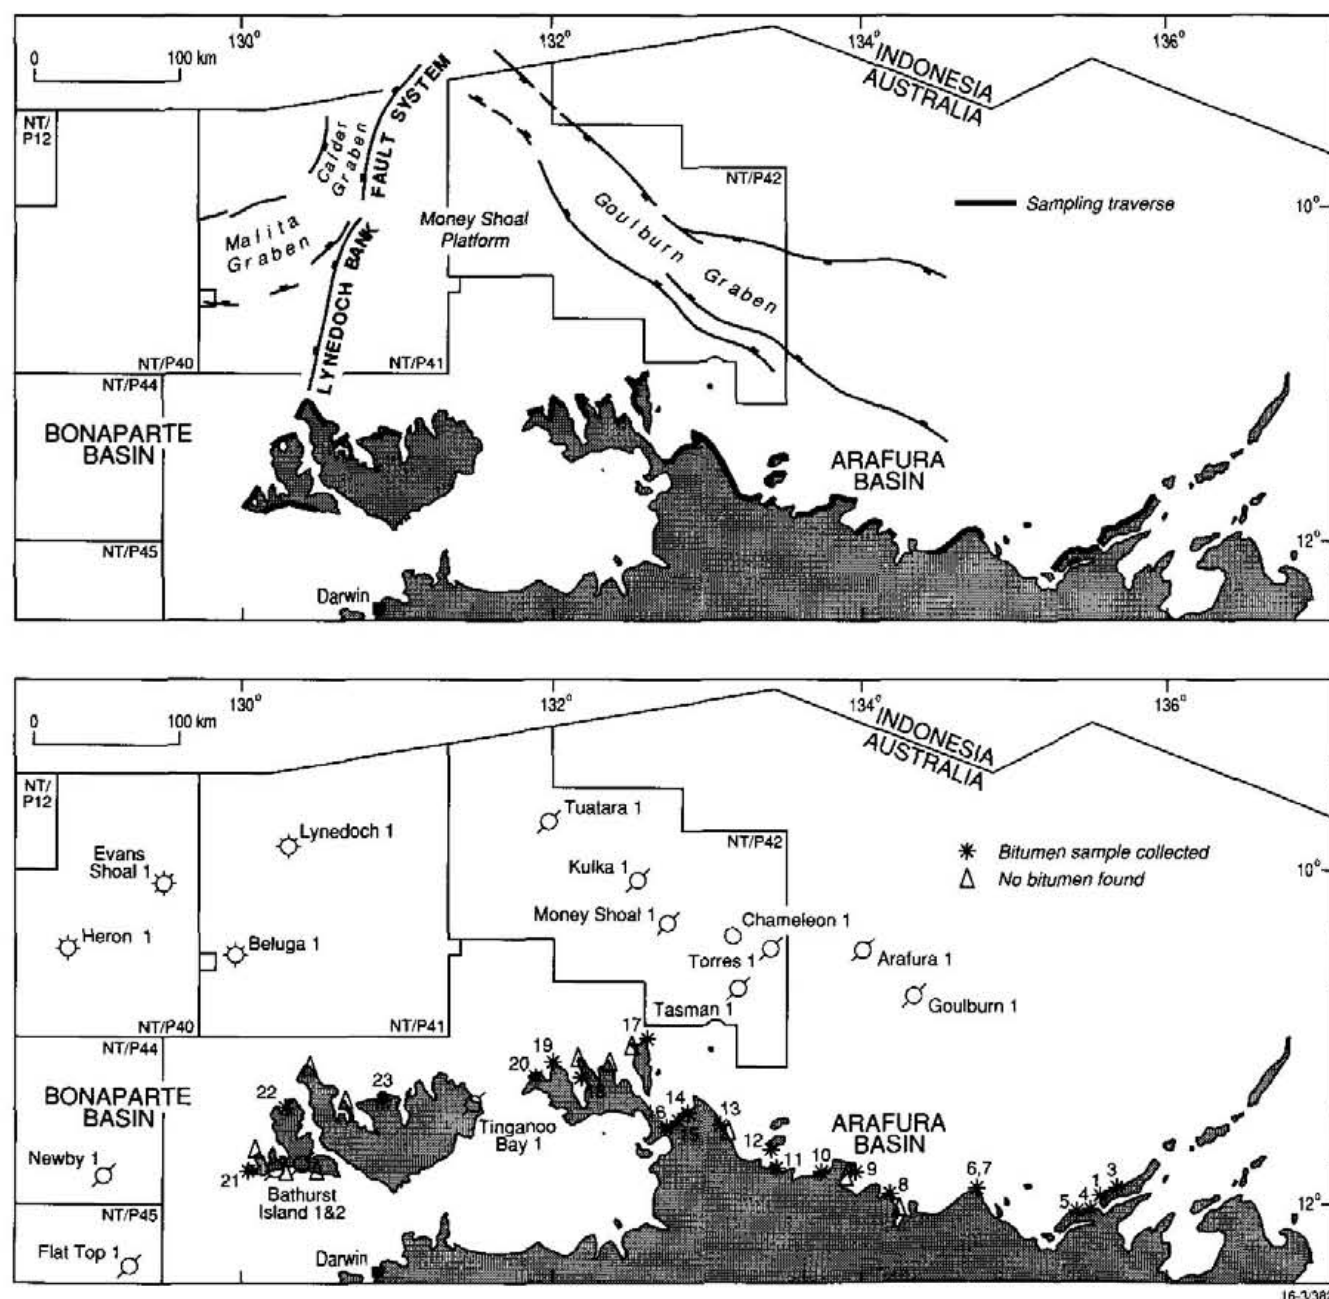 130°
132°
134°
136°
0
100 km
INDONESIA
AUSTRALIA
NT/
P12
Calder
Graben
LYNEDOCH BANK FAULT SYSTEM
NT/P42
Goulburn Graben
Sampling traverse
10°
Malita
Graben
Money Shoal
Platform
NT/P40
NT/P41
NT/P44
BONAPARTE
BASIN
ARAFURA
BASIN
NT/P45
12°
Darwin
130°
132°
134°
136°
0
100 km
INDONESIA
AUSTRALIA
NT/
P12
Tuatara 1
Lynedoch 1
NT/P42
Evans
Shoal 1
Kulka 1
Bitumen sample collected
No bitumen found
10°
Money Shoal 1
Chameleon 1
Heron 1
Beluga 1
Torres 1
Arafura 1
Tasman 1
Goulburn 1
NT/P40
NT/P41
NT/P44
17
19
20
18
22
23
BONAPARTE
BASIN
Tinganoo
Bay 1
14
13
15
12
ARAFURA
BASIN
11
10
9
8
6,7
1
3
4
5
Newby 1
21
Bathurst
Island 1&2
12°
NT/P45
Flat Top 1
Darwin